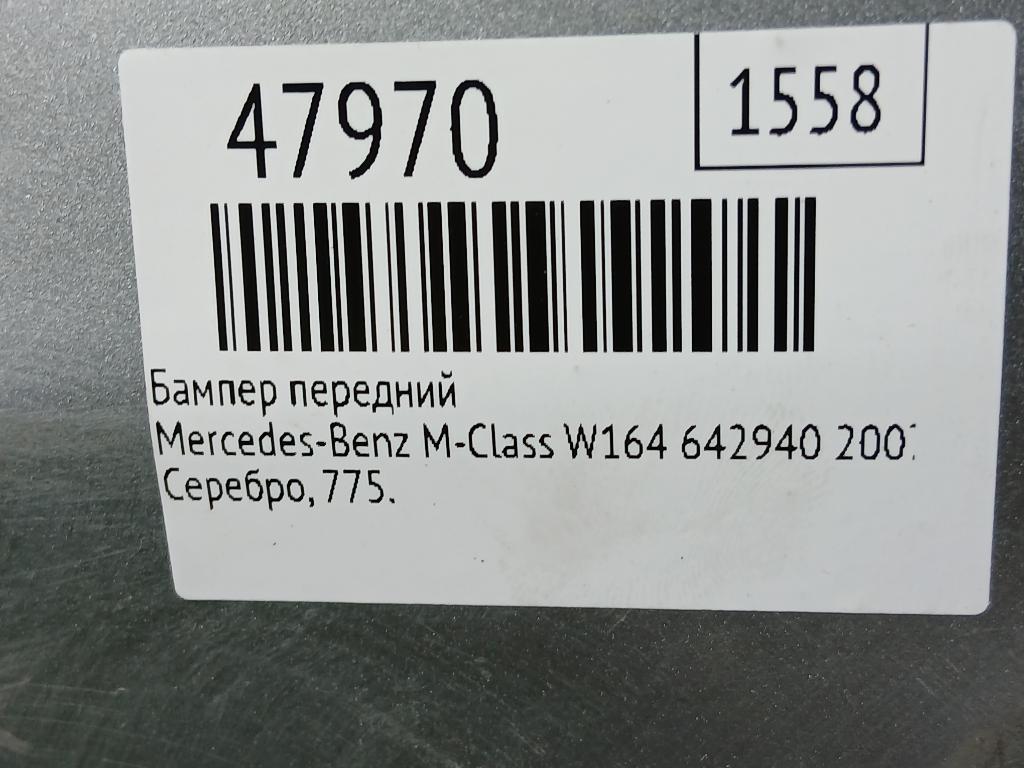 47970
1558
Бампер передний
Mercedes-Benz M-Class W164 642940
Серебро, 775.